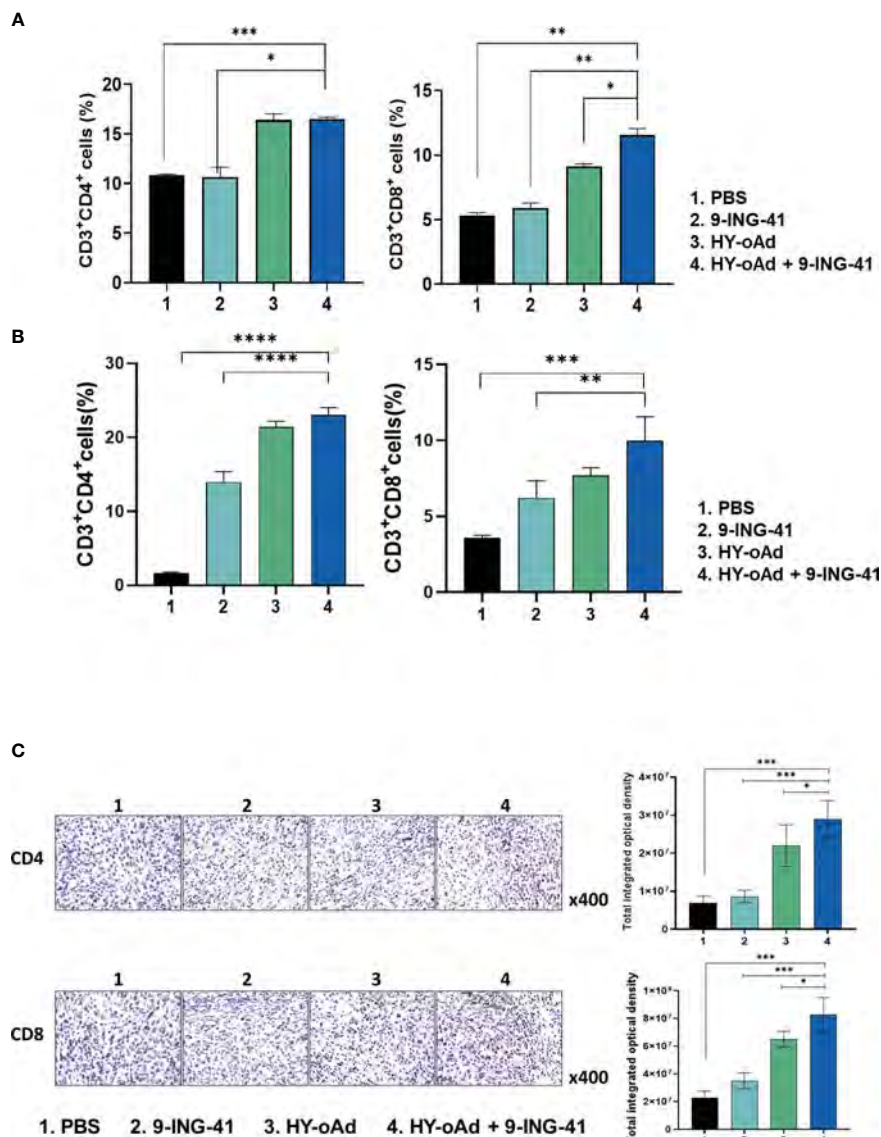 A
***
*
CD3+CD4+ cells (%)
20
15
10
5
0
1 2 3 4
**
**
*
CD3+CD8+ cells (%)
15
10
5
0
1 2 3 4
1. PBS
2. 9-ING-41
3. HY-oAd
4. HY-oAd + 9-ING-41
B
****
****
CD3+CD4+cells(%)
30
20
10
0
1 2 3 4
***
**
CD3+CD8+cells(%)
15
10
5
0
1 2 3 4
1. PBS
2. 9-ING-41
3. HY-oAd
4. HY-oAd + 9-ING-41
C
1 2 3 4
CD4
x400
***
***
*
Total integrated optical density
4×10⁷
3×10⁷
2×10⁷
1×10⁷
0
1 2 3 4
1 2 3 4
CD8
x400
***
***
*
Total integrated optical density
1×10⁸
8×10⁷
6×10⁷
4×10⁷
2×10⁷
0
1. PBS 2. 9-ING-41 3. HY-oAd 4. HY-oAd + 9-ING-41